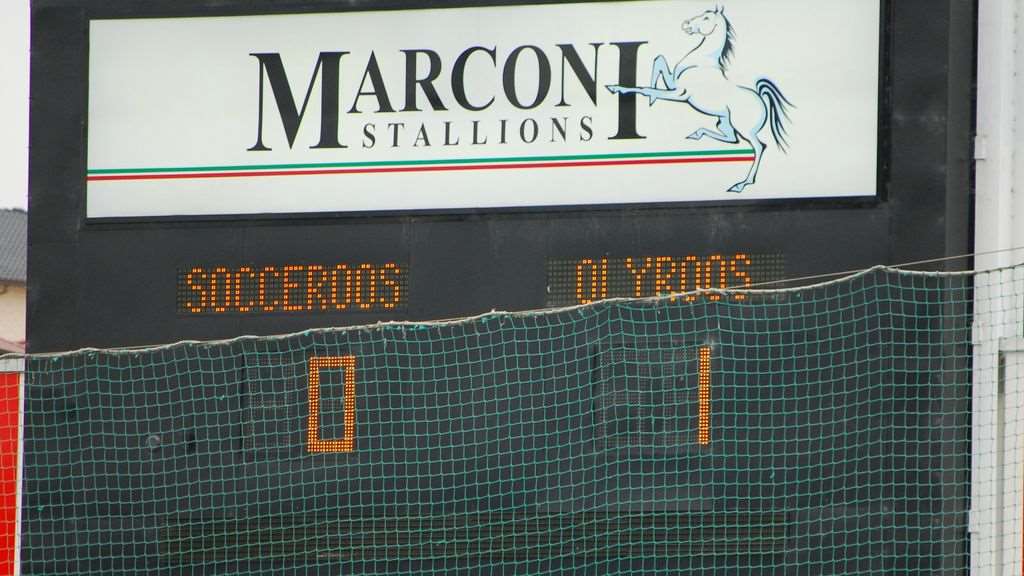 MARCONI
STALLIONS
SOCCEROOS OLYROOS
0 1